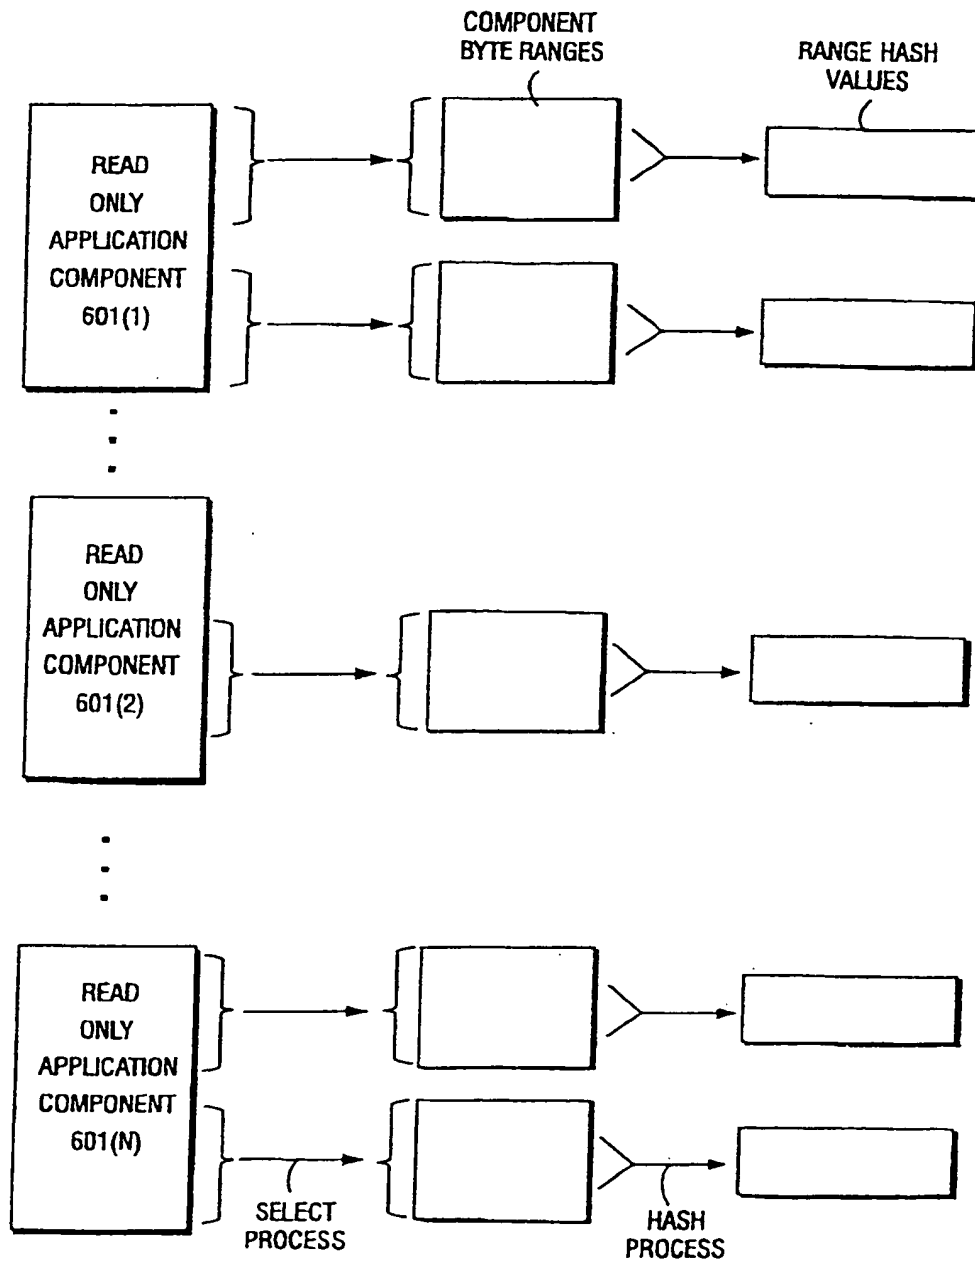 COMPONENT
BYTE RANGES
RANGE HASH
VALUES
READ
ONLY
APPLICATION
COMPONENT
601(1)
READ
ONLY
APPLICATION
COMPONENT
601(2)
READ
ONLY
APPLICATION
COMPONENT
601(N)
SELECT
PROCESS
HASH
PROCESS